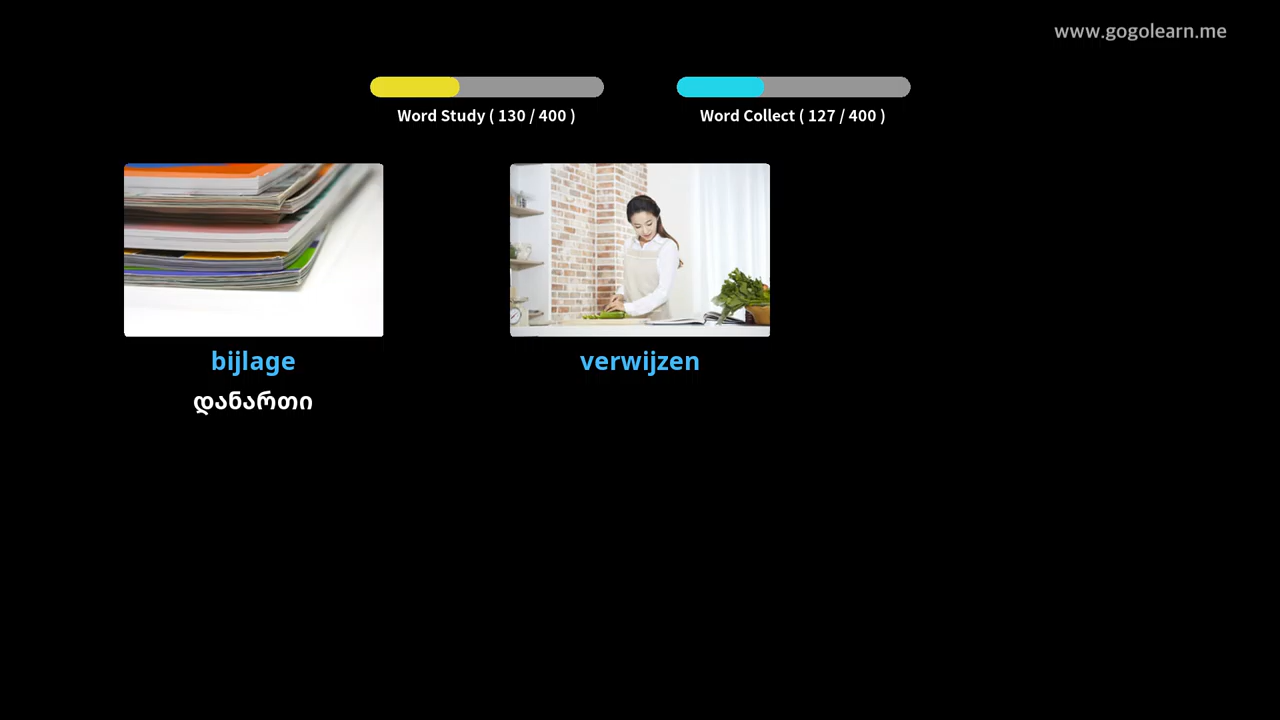 www.gogolearn.me
Word Study ( 130 / 400 )
Word Collect ( 127 / 400 )
bijlage
verwijzen
დანართი